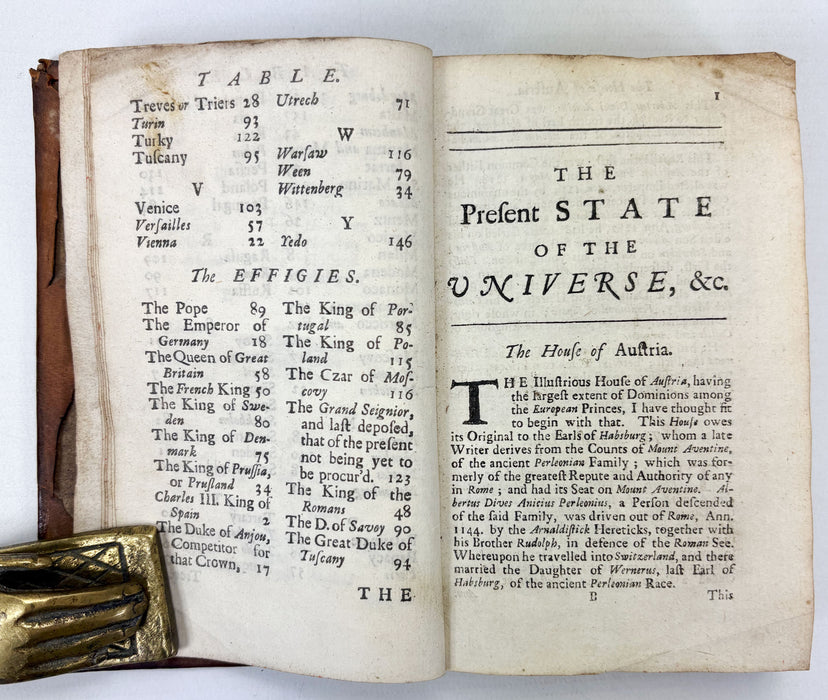 TABLE.
Treves or Triers 28
Turin 93
Turky 122
Tuſcany 95
V
Venice 103
Verſailles 57
Vienna 22
Utrech 71
W
Warſaw 116
Ween 79
Wittenberg 34
Y
Yedo 146
The EFFIGIES.
The Pope 89
The Emperor of
Germany 18
The Queen of Great
Britain 58
The French King 50
The King of Swe-
den 80
The King of Den-
mark 75
The King of Pruſſia,
or Pruſland 34
Charles III. King of
Spain 2
The Duke of Anjou,
Competitor for
that Crown, 17
The King of Por-
tugal 85
The King of Po-
land 115
The Czar of Moſ-
covy 116
The Grand Seignior,
and laſt depoſed,
that of the preſent
not being yet to
be procur'd. 123
The King of the
Romans 48
The D. of Savoy 90
The Great Duke of
Tuſcany 94
THE
1
THE
Preſent STATE
OF THE
UNIVERSE, &c.
The Houſe of Auſtria.
THE Illuſtrious Houſe of Auſtria, having
the largeſt extent of Dominions among
the European Princes, I have thought fit
to begin with that. This Houſe owes
its Original to the Earls of Habsburg; whom a late
Writer derives from the Counts of Mount Aventine,
of the ancient Perleonian Family; which was for-
merly of the greateſt Repute and Authority of any
in Rome; and had its Seat on Mount Aventine. Al-
bertus Dives Anicius Perleonius, a Perſon deſcended
of the ſaid Family, was driven out of Rome, Ann.
1144. by the Arnaldiſtick Hereticks, together with
his Brother Rudolph, in defence of the Roman See.
Whereupon he travelled into Switzerland, and there
married the Daughter of Wernerus, laſt Earl of
Habsburg, of the ancient Perleonian Race.
B This